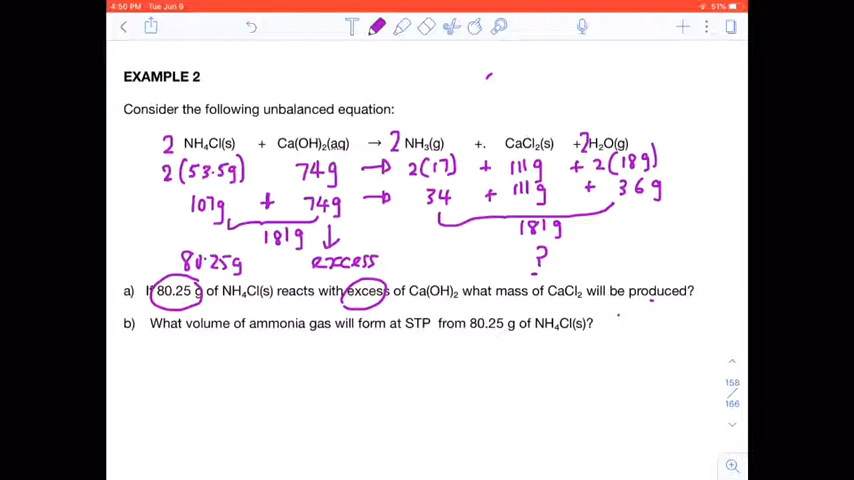 4:50 PM Tue Jun 9
51%
EXAMPLE 2
Consider the following unbalanced equation:
2 NH₄Cl(s) + Ca(OH)₂(aq) → 2 NH₃(g) +. CaCl₂(s) + 2 H₂O(g)
2(53.5g) 74g → 2(17) + 111g + 2(18g)
107g + 74g → 34 + 111g + 36g
181g 181g
80.25g excess ?
a) If 80.25 g of NH₄Cl(s) reacts with excess of Ca(OH)₂ what mass of CaCl₂ will be produced?
b) What volume of ammonia gas will form at STP from 80.25 g of NH₄Cl(s)?
158
166